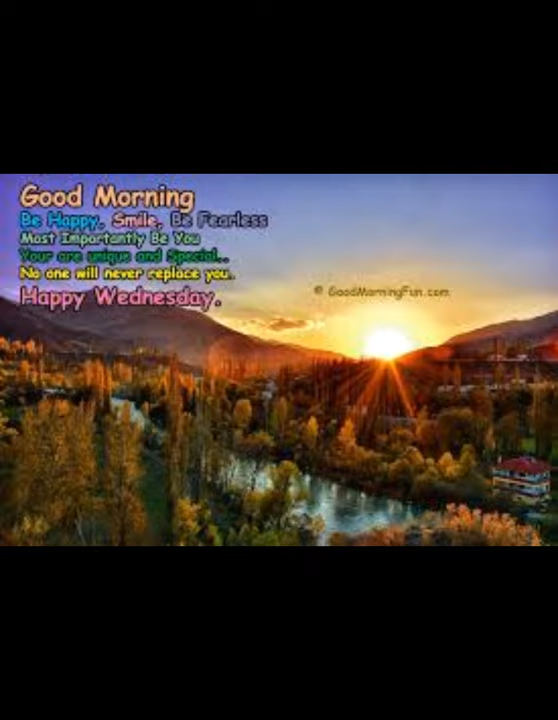 Good Morning
Be Happy, Smile, Be Fearless
Most Importantly Be You
Your are unique and Special..
No one will never replace you.
Happy Wednesday.
© GoodMorningFun.com